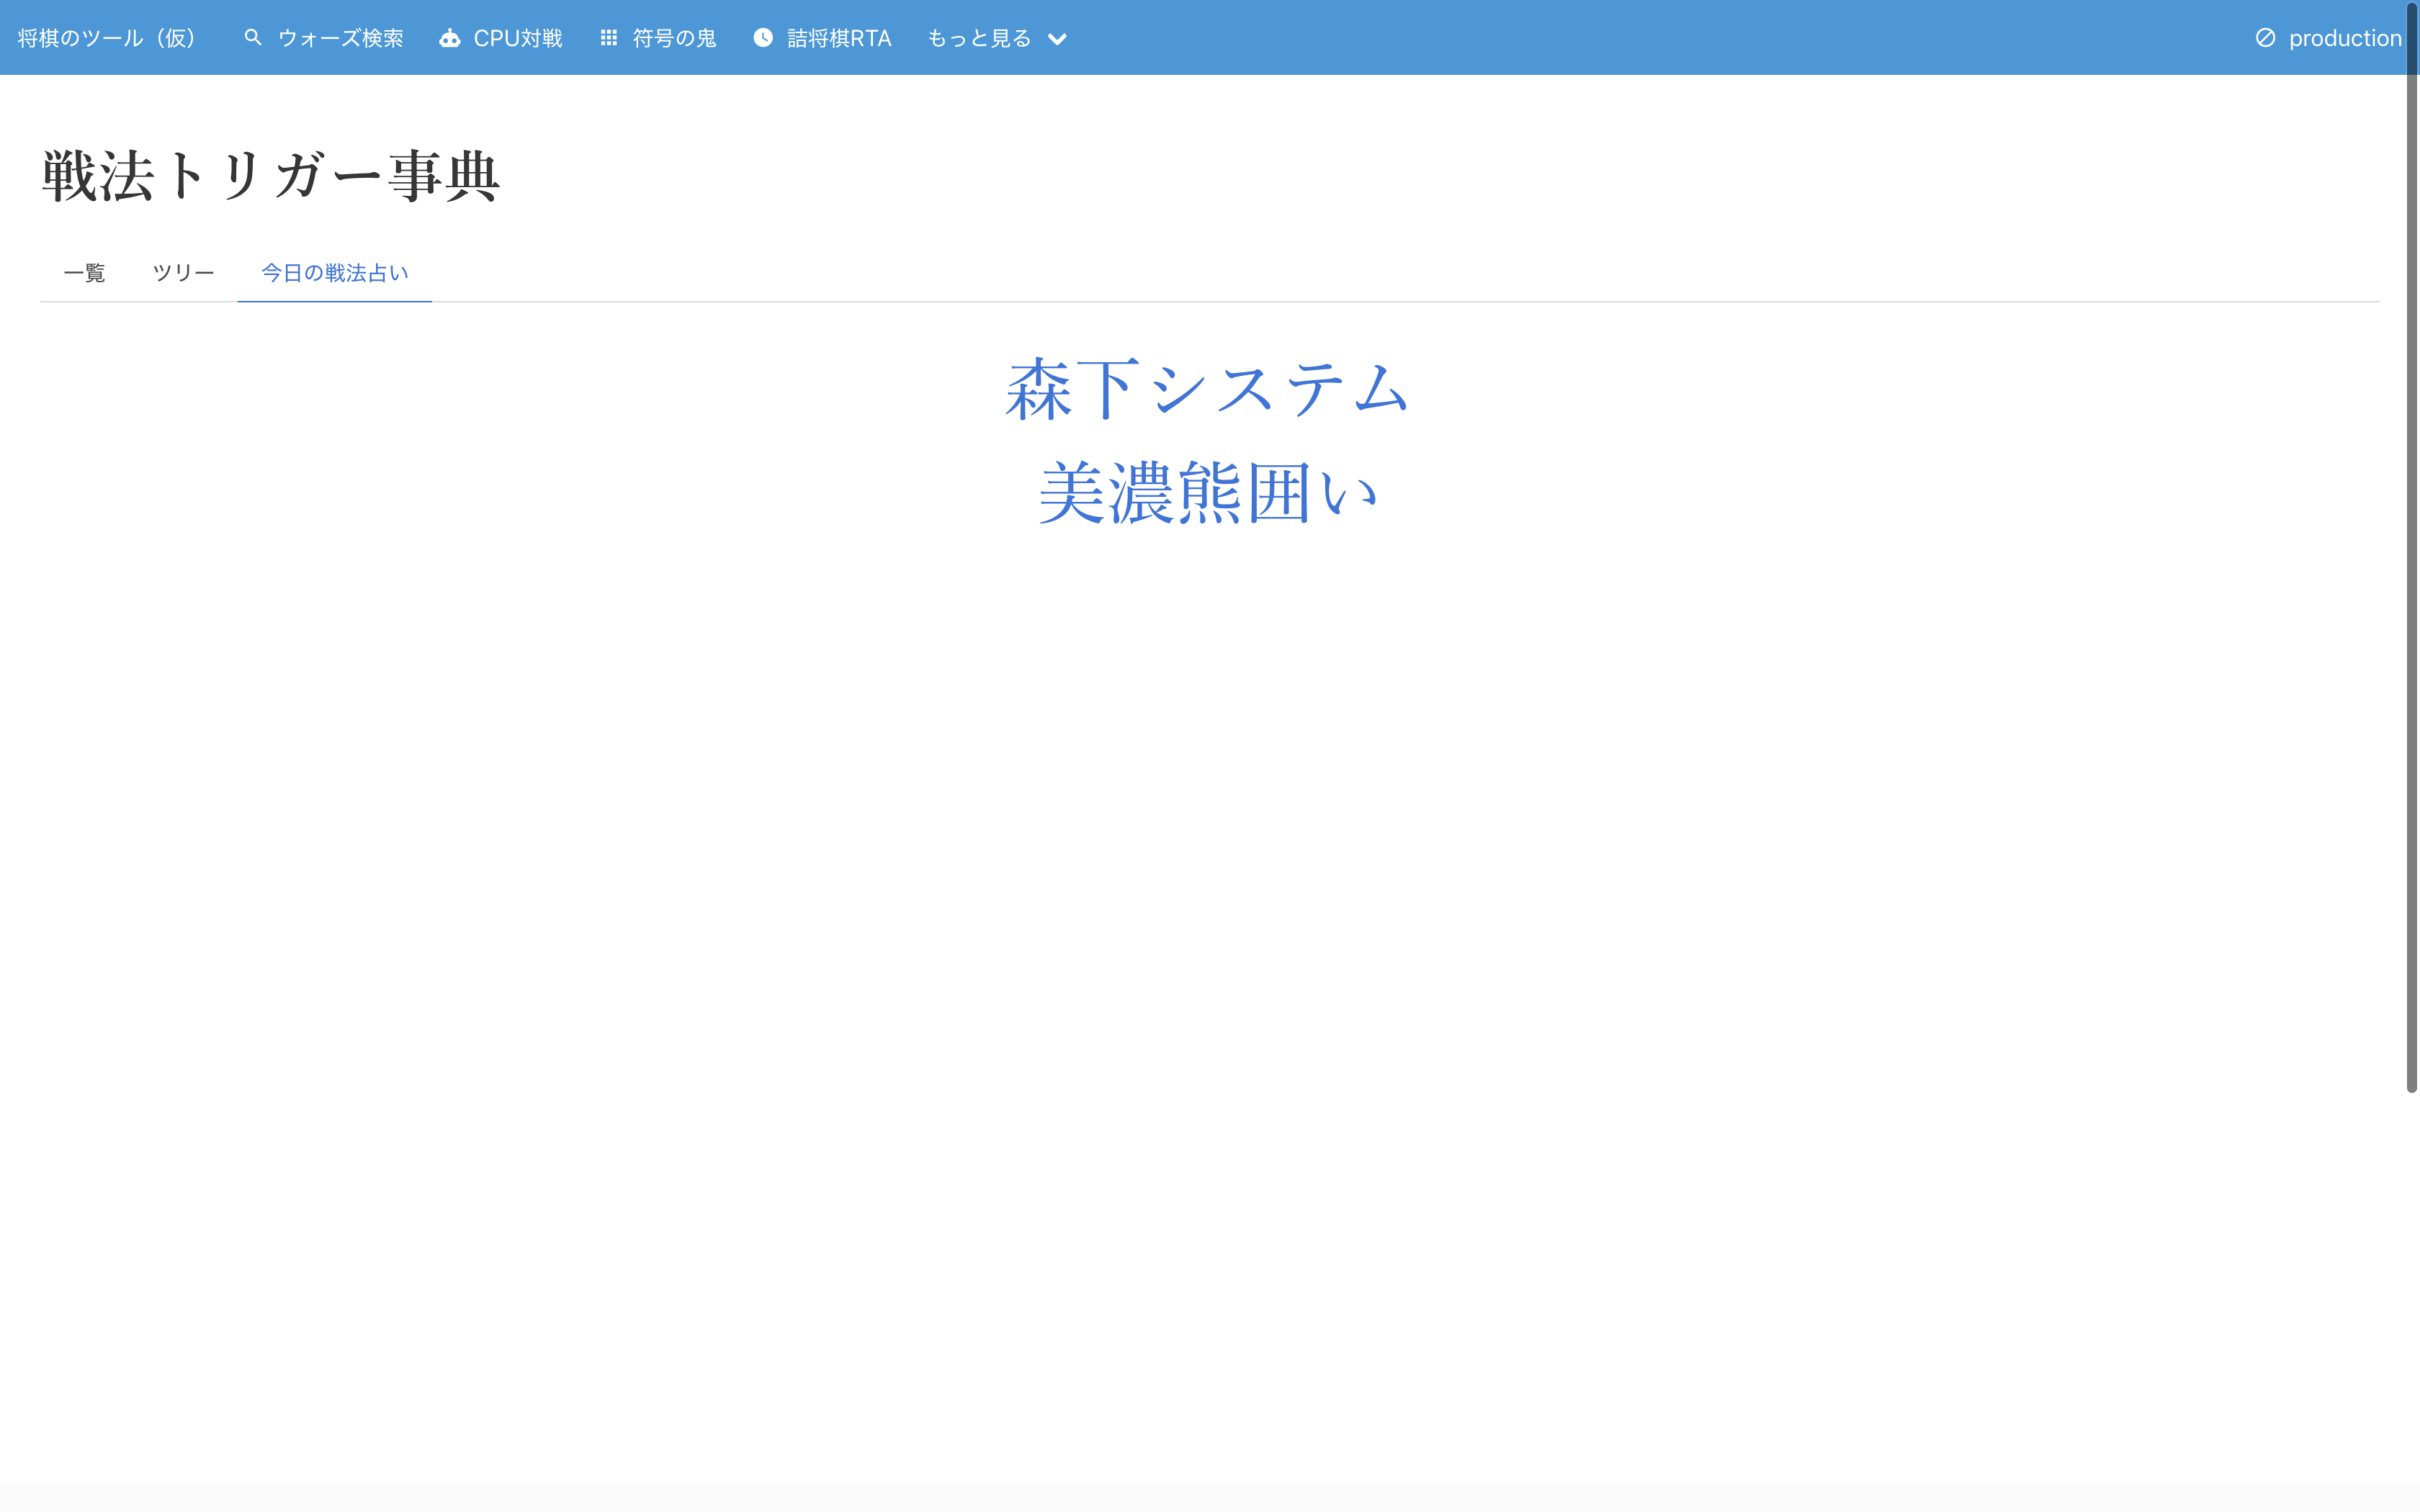 将棋のツール（仮） ウォーズ検索 CPU対戦 符号の鬼 詰将棋RTA もっと見る production
戦法トリガー事典
一覧 ツリー 今日の戦法占い
森下システム
美濃熊囲い